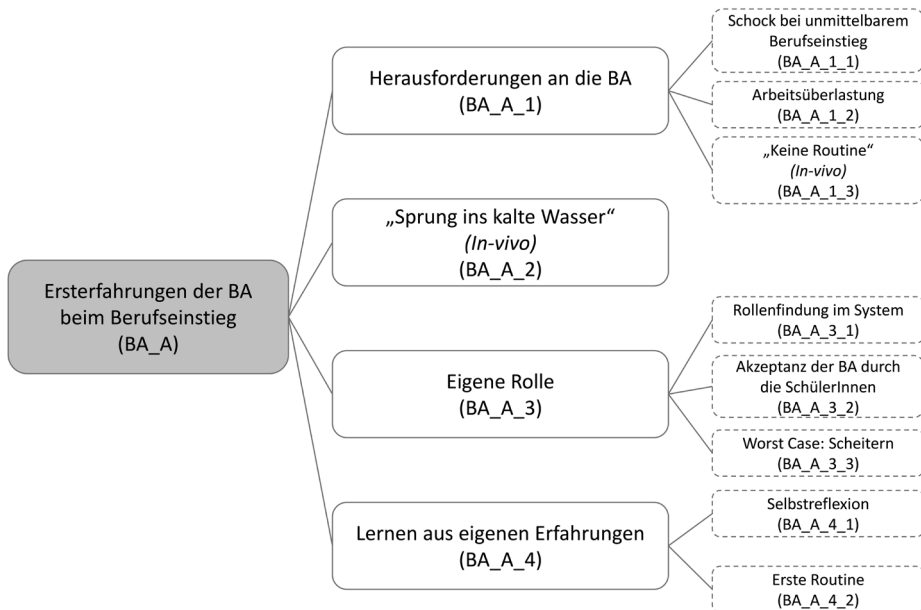 Ersterfahrungen der BA
beim Berufseinstieg
(BA_A)
Herausforderungen an die BA
(BA_A_1)
Schock bei unmittelbarem
Berufseinstieg
(BA_A_1_1)
Arbeitsüberlastung
(BA_A_1_2)
„Keine Routine“
(In-vivo)
(BA_A_1_3)
„Sprung ins kalte Wasser“
(In-vivo)
(BA_A_2)
Eigene Rolle
(BA_A_3)
Rollenfindung im System
(BA_A_3_1)
Akzeptanz der BA durch
die SchülerInnen
(BA_A_3_2)
Worst Case: Scheitern
(BA_A_3_3)
Lernen aus eigenen Erfahrungen
(BA_A_4)
Selbstreflexion
(BA_A_4_1)
Erste Routine
(BA_A_4_2)